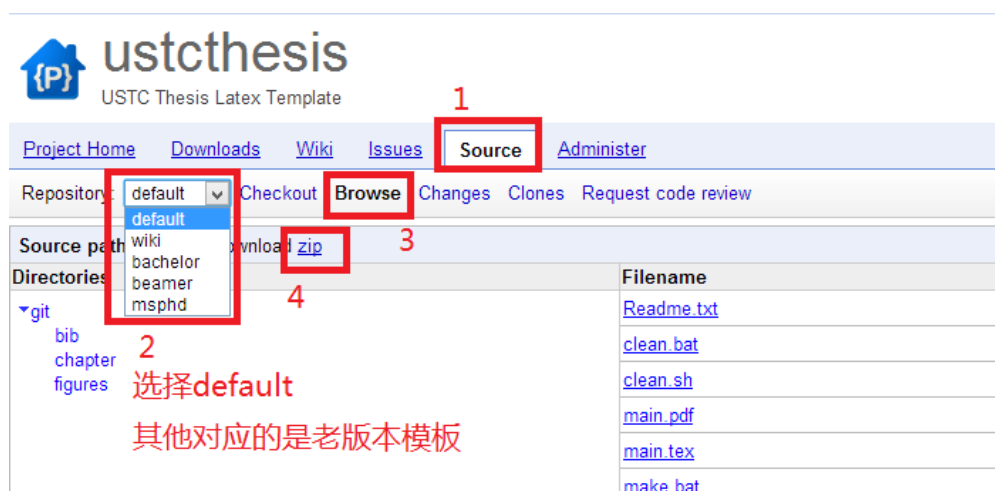 {P}
ustcthesis
USTC Thesis Latex Template
1
Project Home Downloads Wiki Issues Source Administer
Repository: default Checkout Browse Changes Clones Request code review
default
wiki
bachelor
beamer
msphd
Source path zip
3
4
Directories Filename
git
bib
chapter
figures
Readme.txt
clean.bat
clean.sh
main.pdf
main.tex
make.bat
2
选择default
其他对应的是老版本模板